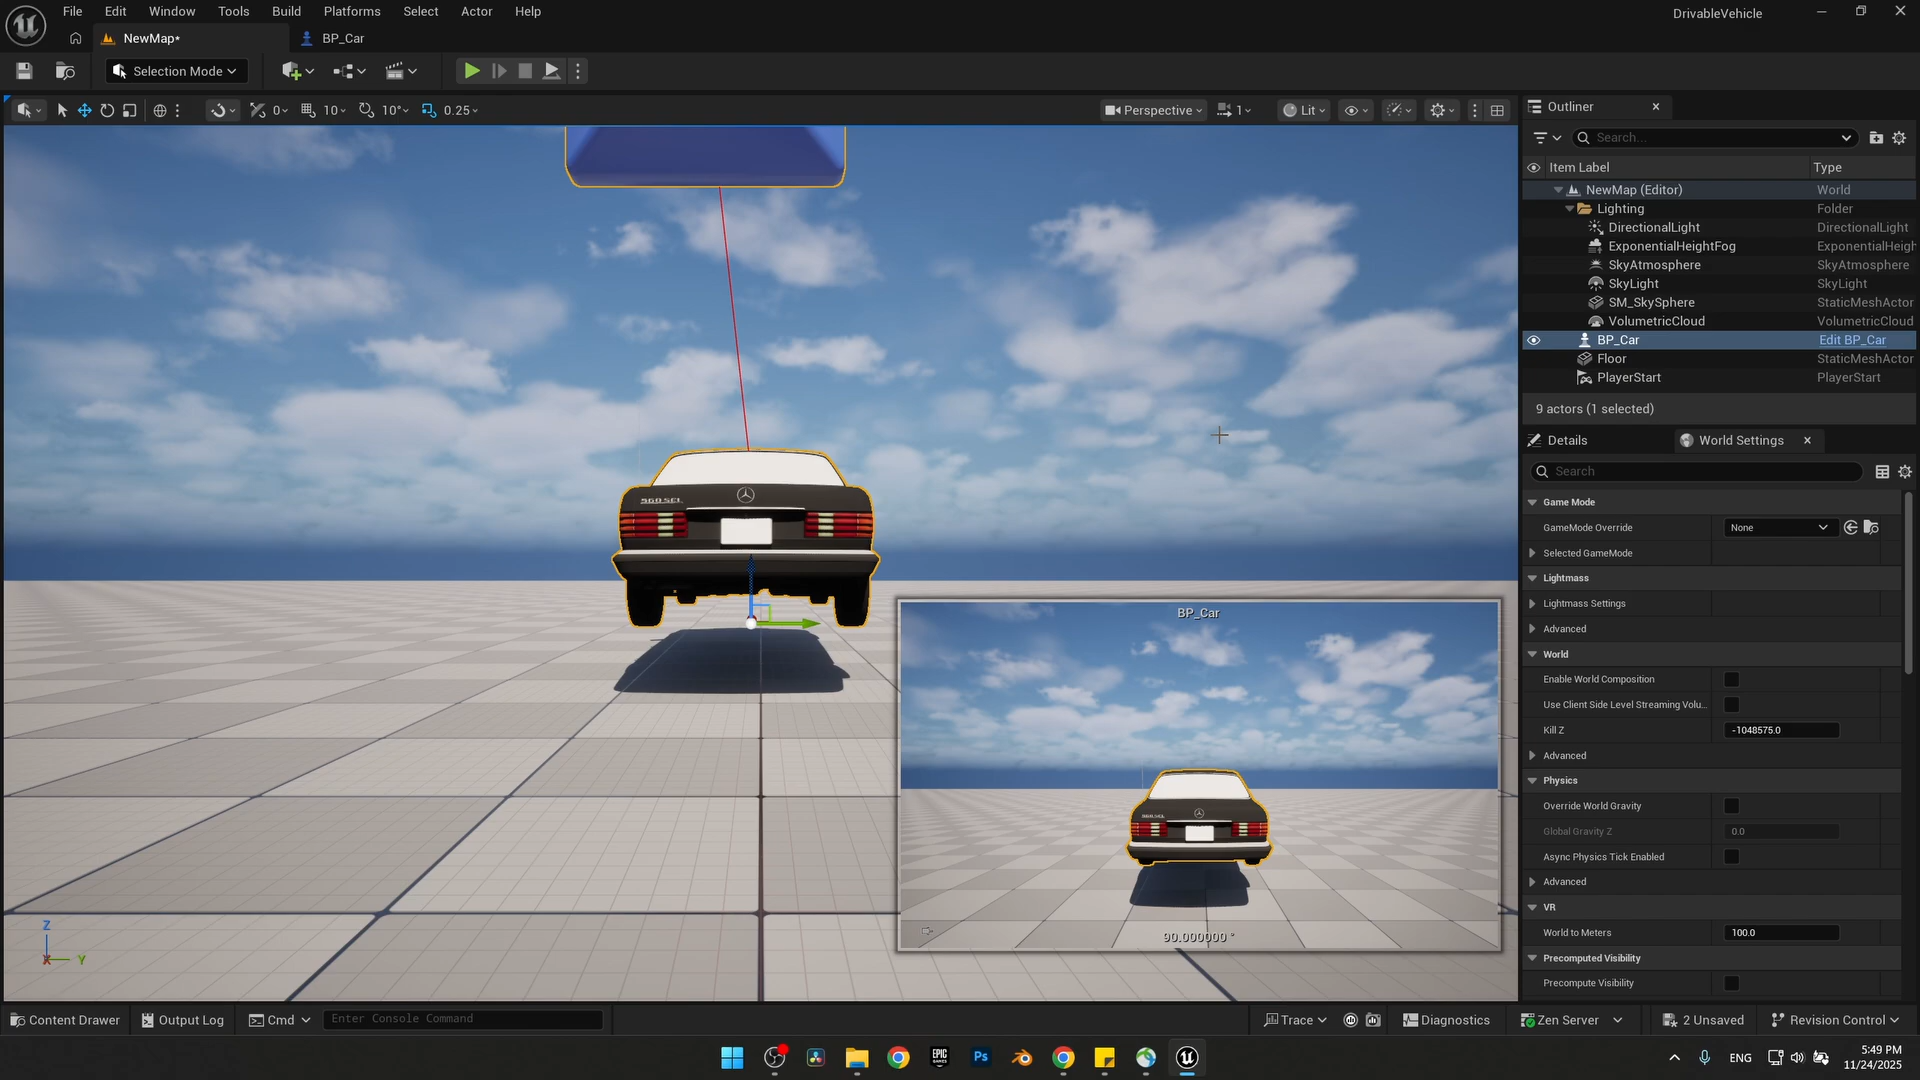 File Edit Window Tools Build Platforms Select Actor Help
DrivableVehicle
NewMap*
BP_Car
Selection Mode
0
10
10°
0.25
Perspective
1
Lit
Outliner
Search...
Item Label
Type
NewMap (Editor)
World
Lighting
Folder
DirectionalLight
DirectionalLight
ExponentialHeightFog
ExponentialHeigh
SkyAtmosphere
SkyAtmosphere
SkyLight
SkyLight
SM_SkySphere
StaticMeshActor
VolumetricCloud
VolumetricCloud
BP_Car
Edit BP_Car
Floor
StaticMeshActor
PlayerStart
PlayerStart
9 actors (1 selected)
Details
World Settings
Search
Game Mode
GameMode Override
None
Selected GameMode
Lightmass
Lightmass Settings
Advanced
World
Enable World Composition
Use Client Side Level Streaming Volu...
Kill Z
-1048575.0
Advanced
Physics
Override World Gravity
Global Gravity Z
0.0
Async Physics Tick Enabled
Advanced
VR
World to Meters
100.0
Precomputed Visibility
Precompute Visibility
560 SEL
BP_Car
90.000000 °
Z
X
Y
Content Drawer
Output Log
Cmd
Enter Console Command
Trace
Diagnostics
Zen Server
2 Unsaved
Revision Control
EPIC GAMES
Ps
ENG
5:49 PM
11/24/2025